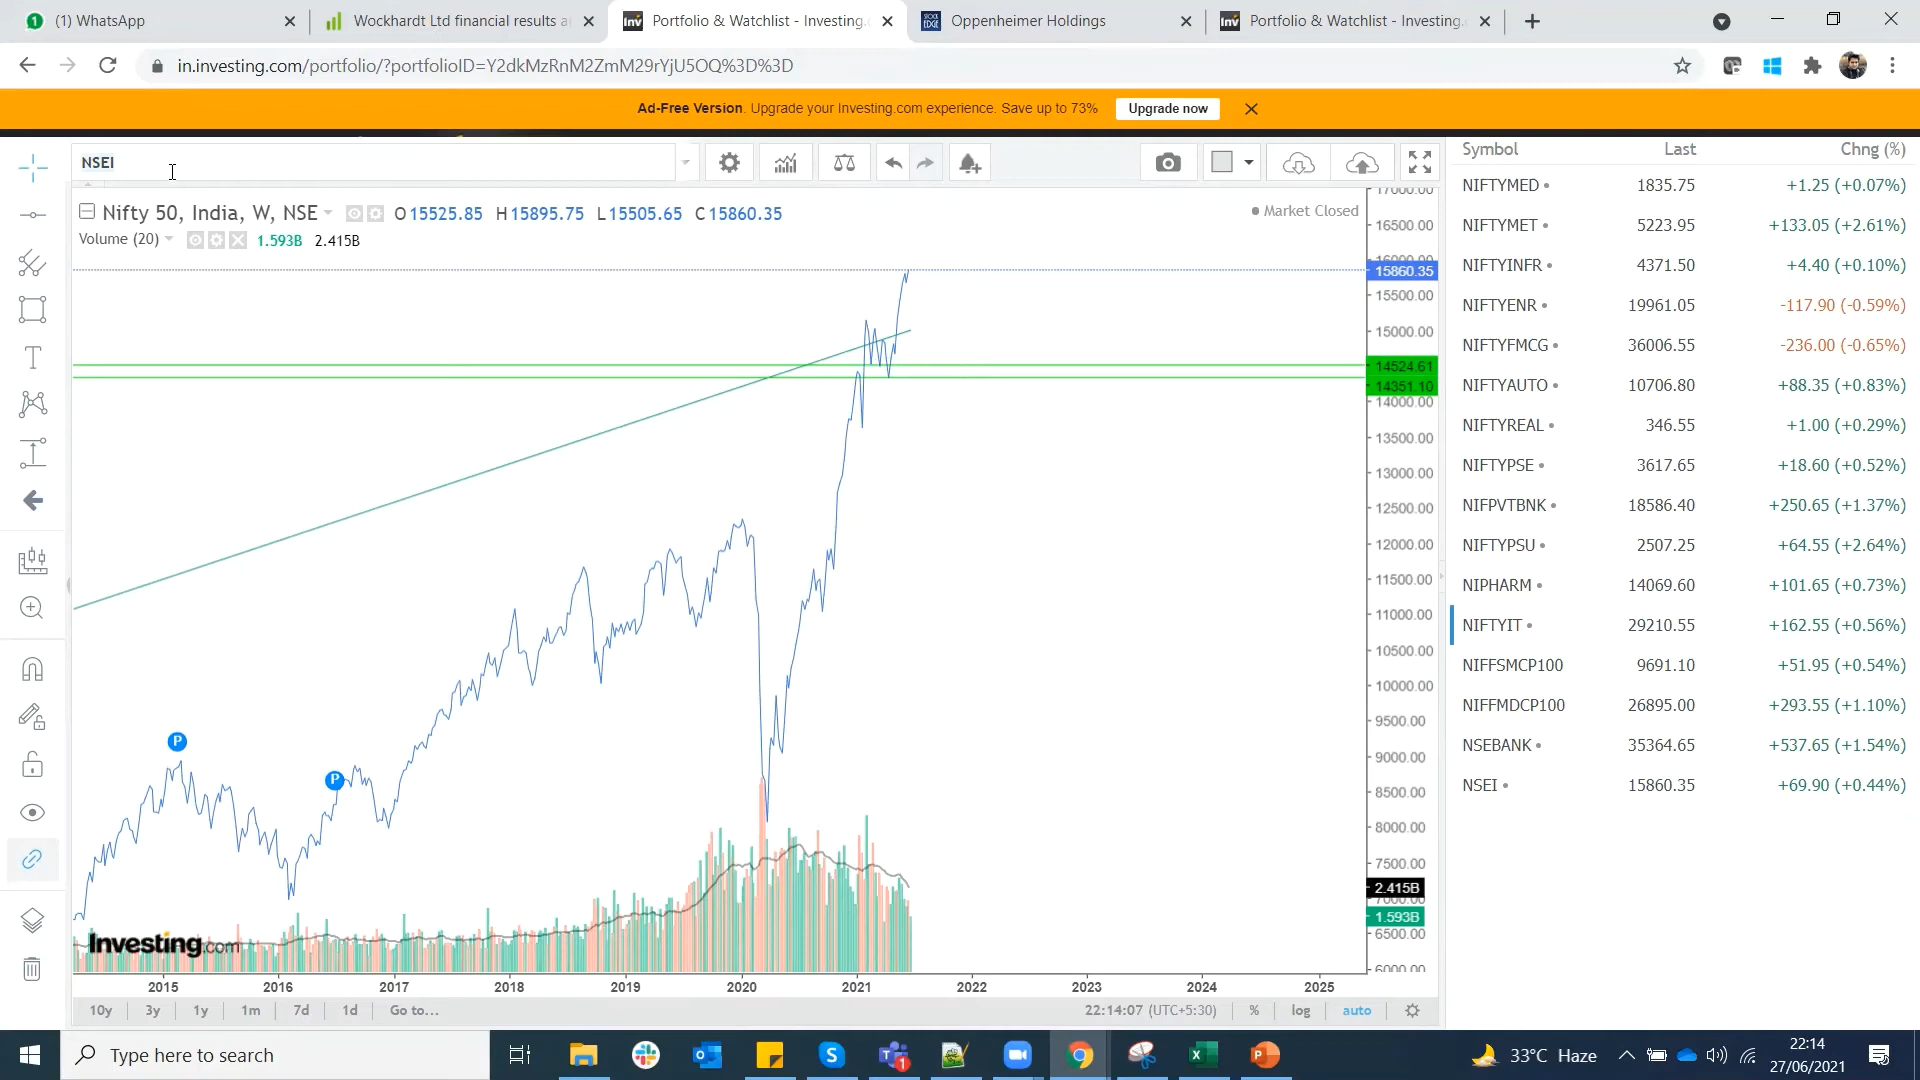 (1) WhatsApp
Wockhardt Ltd financial results a
Portfolio & Watchlist - Investing.
Oppenheimer Holdings
Portfolio & Watchlist - Investing.
in.investing.com/portfolio/?portfolioID=Y2dkMzRnM2ZmM29rYjU5OQ%3D%3D
Ad-Free Version. Upgrade your Investing.com experience. Save up to 73% Upgrade now
NSEI
Nifty 50, India, W, NSE O15525.85 H15895.75 L15505.65 C15860.35
Market Closed
Volume (20) 1.593B 2.415B
17000.00
16500.00
16000.00
15860.35
15500.00
15000.00
14524.61
14351.10
14000.00
13500.00
13000.00
12500.00
12000.00
11500.00
11000.00
10500.00
10000.00
9500.00
9000.00
8500.00
8000.00
7500.00
2.415B
7000.00
1.593B
6500.00
6000.00
P
P
Investing.com
2015 2016 2017 2018 2019 2020 2021 2022 2023 2024 2025
10y 3y 1y 1m 7d 1d Go to... 22:14:07 (UTC+5:30) % log auto
Symbol Last Chng (%)
NIFTYMED 1835.75 +1.25 (+0.07%)
NIFTYMET 5223.95 +133.05 (+2.61%)
NIFTYINFR 4371.50 +4.40 (+0.10%)
NIFTYENR 19961.05 -117.90 (-0.59%)
NIFTYFMCG 36006.55 -236.00 (-0.65%)
NIFTYAUTO 10706.80 +88.35 (+0.83%)
NIFTYREAL 346.55 +1.00 (+0.29%)
NIFTYPSE 3617.65 +18.60 (+0.52%)
NIFPVTBNK 18586.40 +250.65 (+1.37%)
NIFTYPSU 2507.25 +64.55 (+2.64%)
NIPHARM 14069.60 +101.65 (+0.73%)
NIFTYIT 29210.55 +162.55 (+0.56%)
NIFFSMCP100 9691.10 +51.95 (+0.54%)
NIFFMDCP100 26895.00 +293.55 (+1.10%)
NSEBANK 35364.65 +537.65 (+1.54%)
NSEI 15860.35 +69.90 (+0.44%)
Type here to search
33°C Haze
22:14
27/06/2021